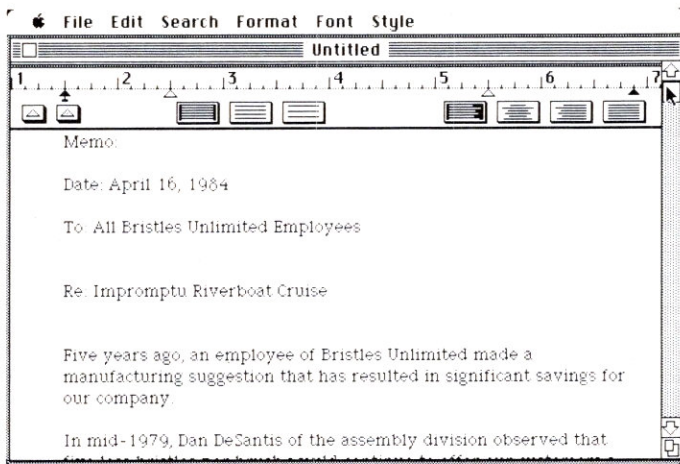 File Edit Search Format Font Style
Untitled
1 2 3 4 5 6 7
Memo:
Date: April 16, 1984
To: All Bristles Unlimited Employees
Re: Impromptu Riverboat Cruise
Five years ago, an employee of Bristles Unlimited made a
manufacturing suggestion that has resulted in significant savings for
our company.
In mid-1979, Dan DeSantis of the assembly division observed that